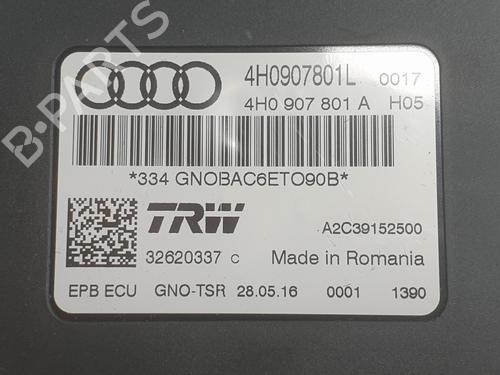 4H0907801L 0017
4H0 907 801 A H05
*334 GNOBAC6ETO90B*
TRW A2C39152500
32620337 C Made in Romania
EPB ECU GNO-TSR 28.05.16 0001 1390
B-PARTS